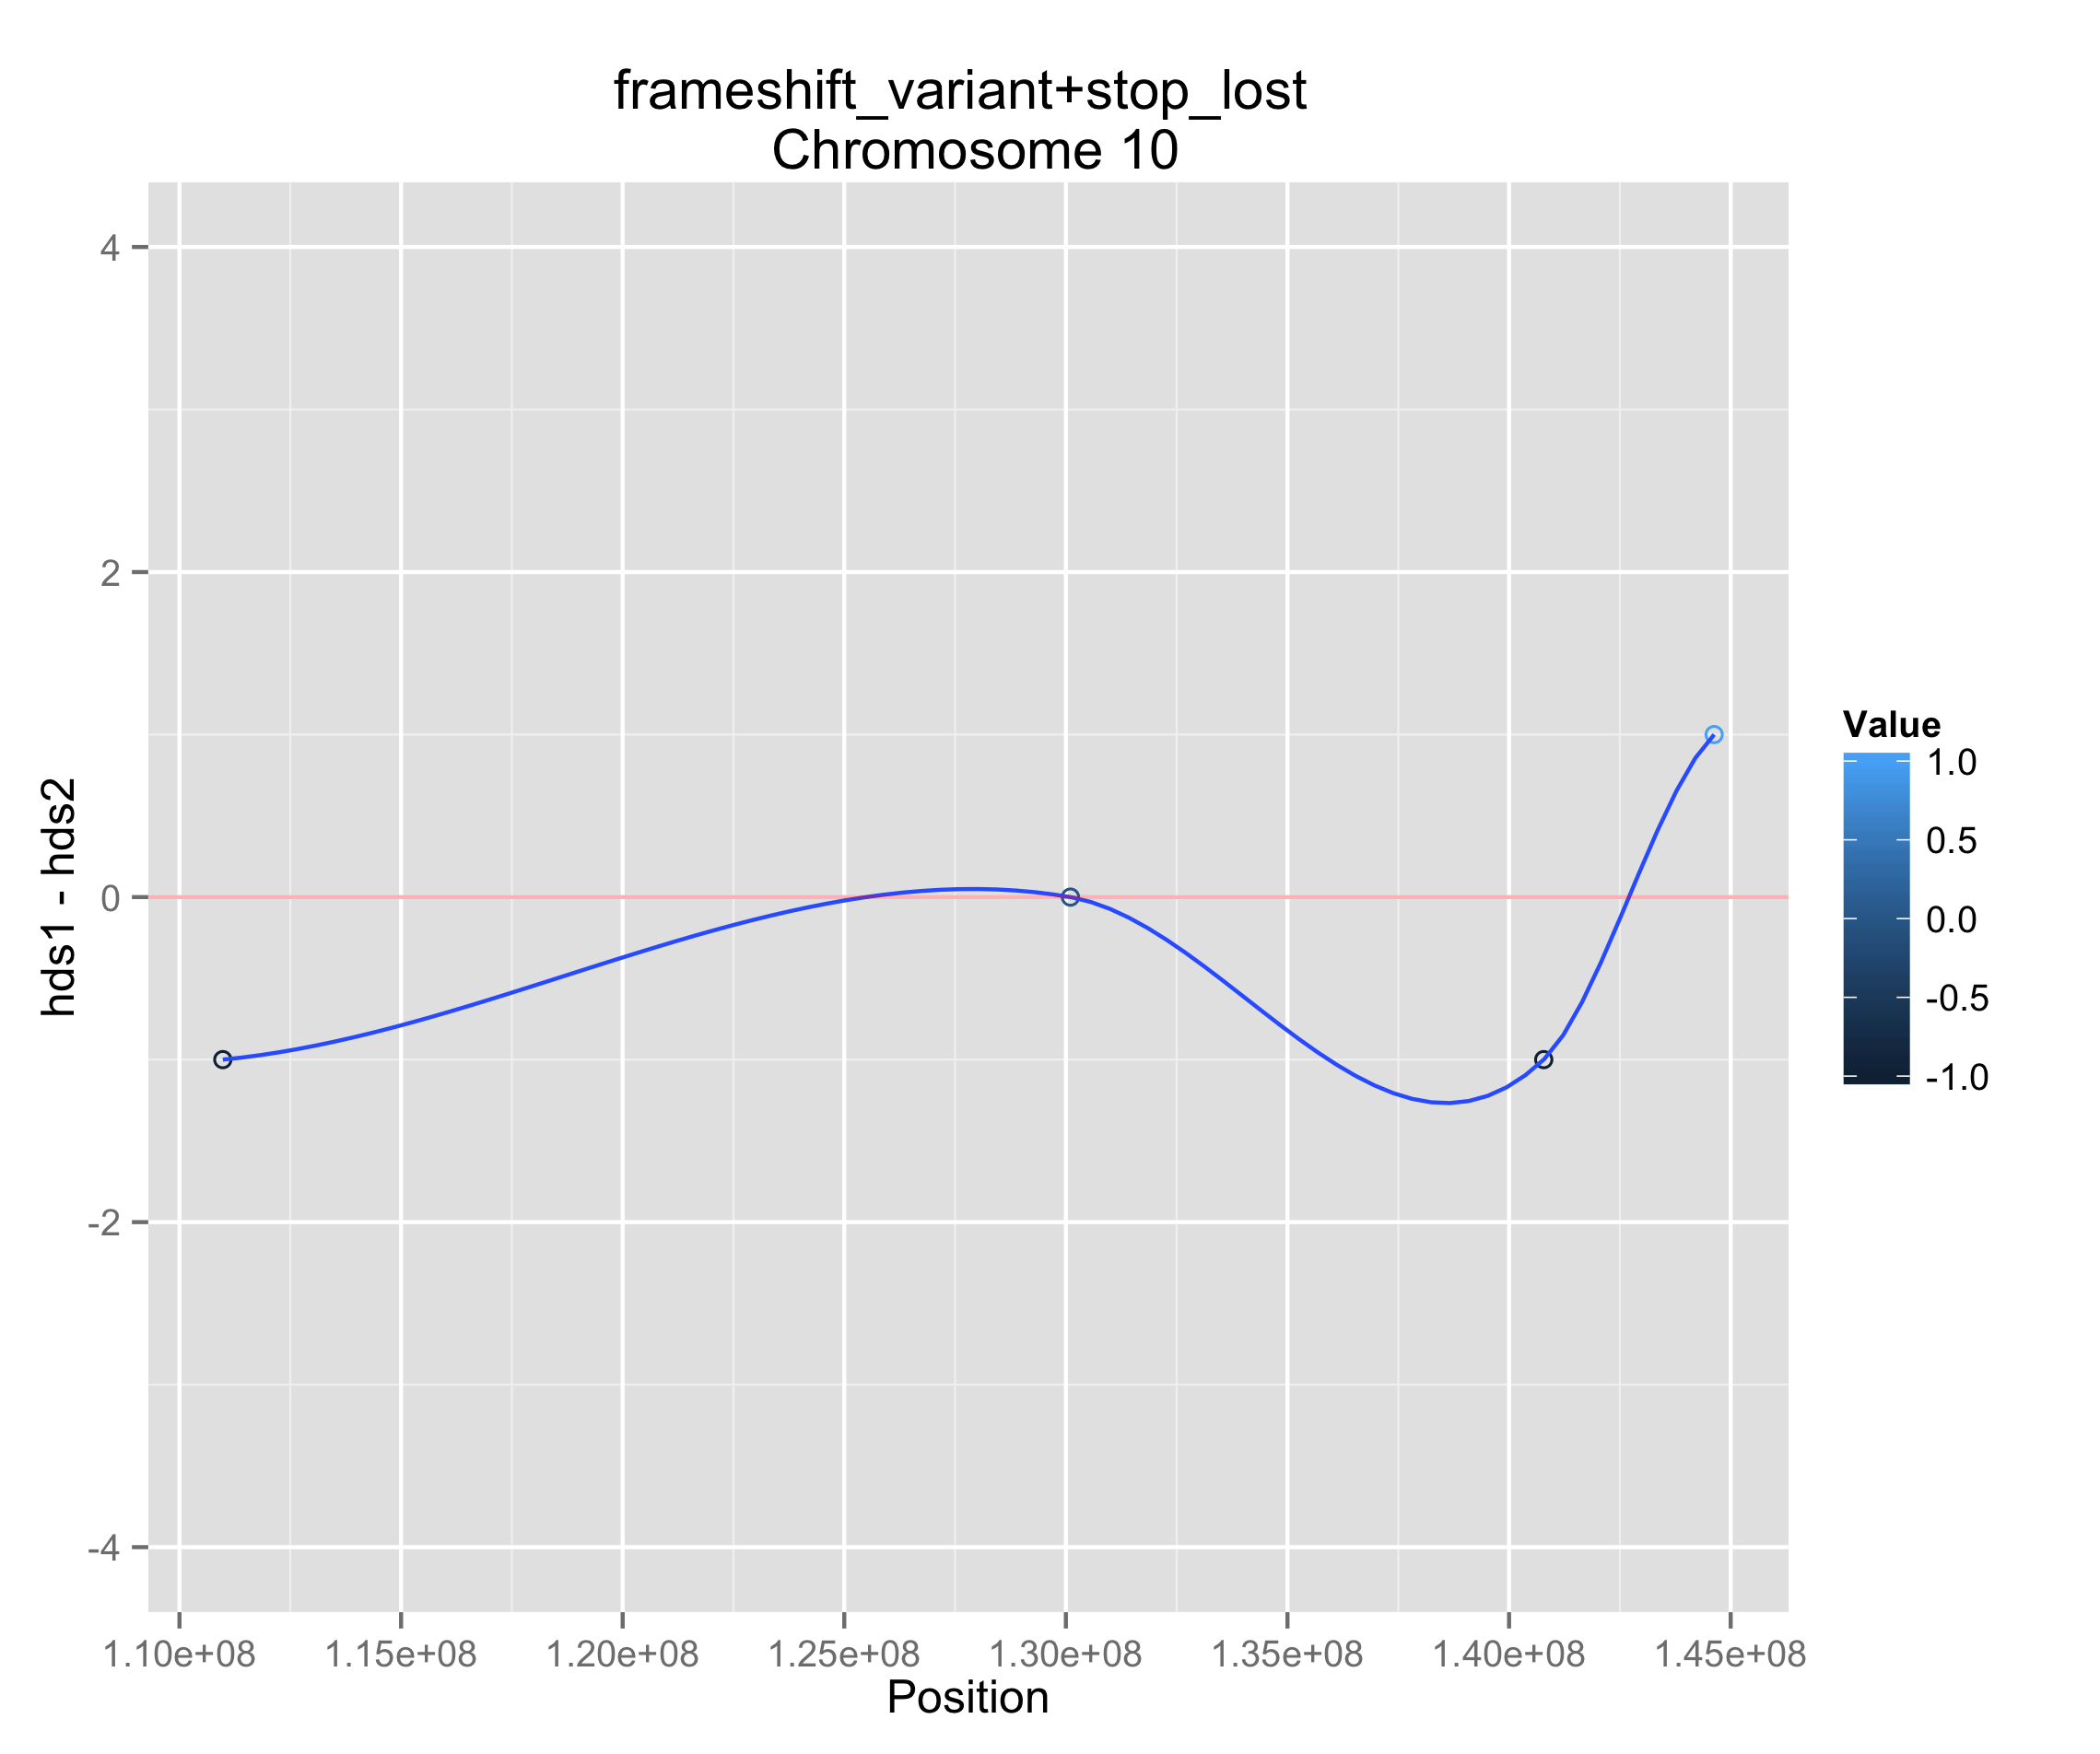 frameshift_variant+stop_lost
Chromosome 10
hds1 - hds2
4
2
0
-2
-4
1.10e+08 1.15e+08 1.20e+08 1.25e+08 1.30e+08 1.35e+08 1.40e+08 1.45e+08
Position
Value
1.0
0.5
0.0
-0.5
-1.0